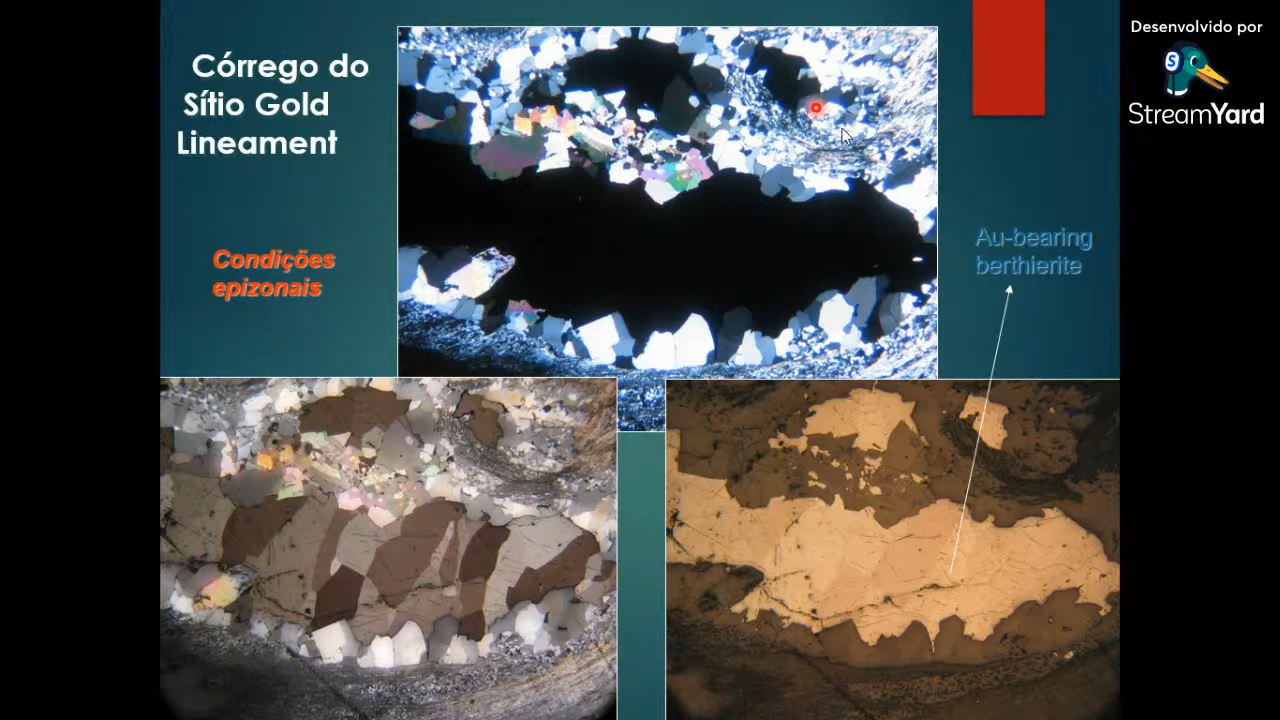 Córrego do
Sítio Gold
Lineament
Condições
epizonais
Au-bearing
berthierite
Desenvolvido por
S
StreamYard